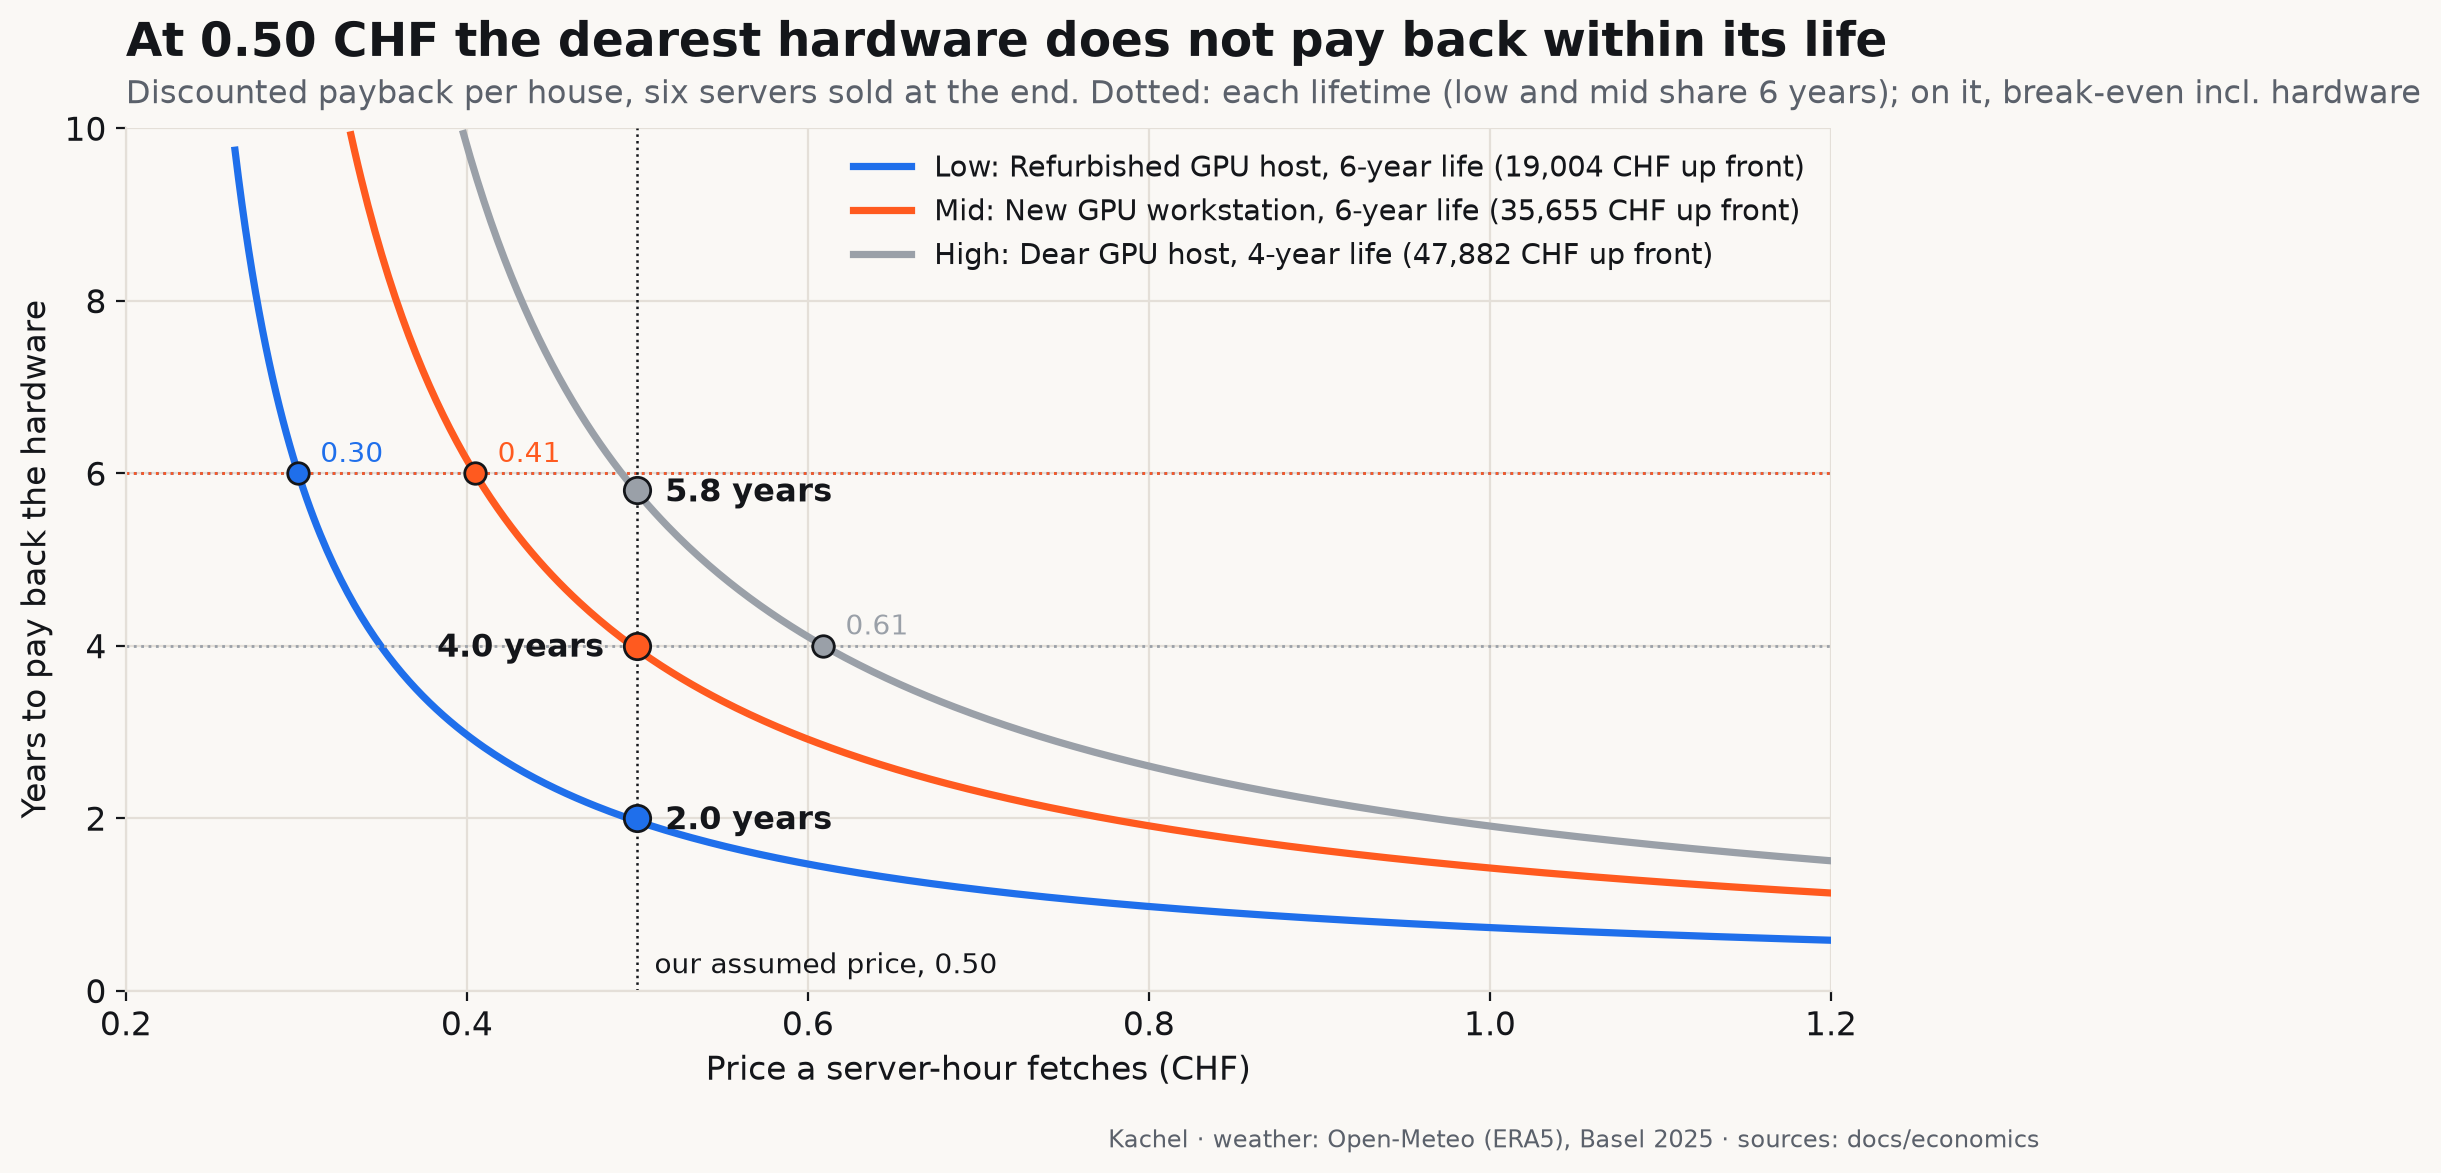 At 0.50 CHF the dearest hardware does not pay back within its life
Discounted payback per house, six servers sold at the end. Dotted: each lifetime (low and mid share 6 years); on it, break-even incl. hardware
Years to pay back the hardware
10
8
6
4
2
0
Low: Refurbished GPU host, 6-year life (19,004 CHF up front)
Mid: New GPU workstation, 6-year life (35,655 CHF up front)
High: Dear GPU host, 4-year life (47,882 CHF up front)
0.30
0.41
5.8 years
0.61
4.0 years
2.0 years
our assumed price, 0.50
0.2
0.4
0.6
0.8
1.0
1.2
Price a server-hour fetches (CHF)
Kachel · weather: Open-Meteo (ERA5), Basel 2025 · sources: docs/economics